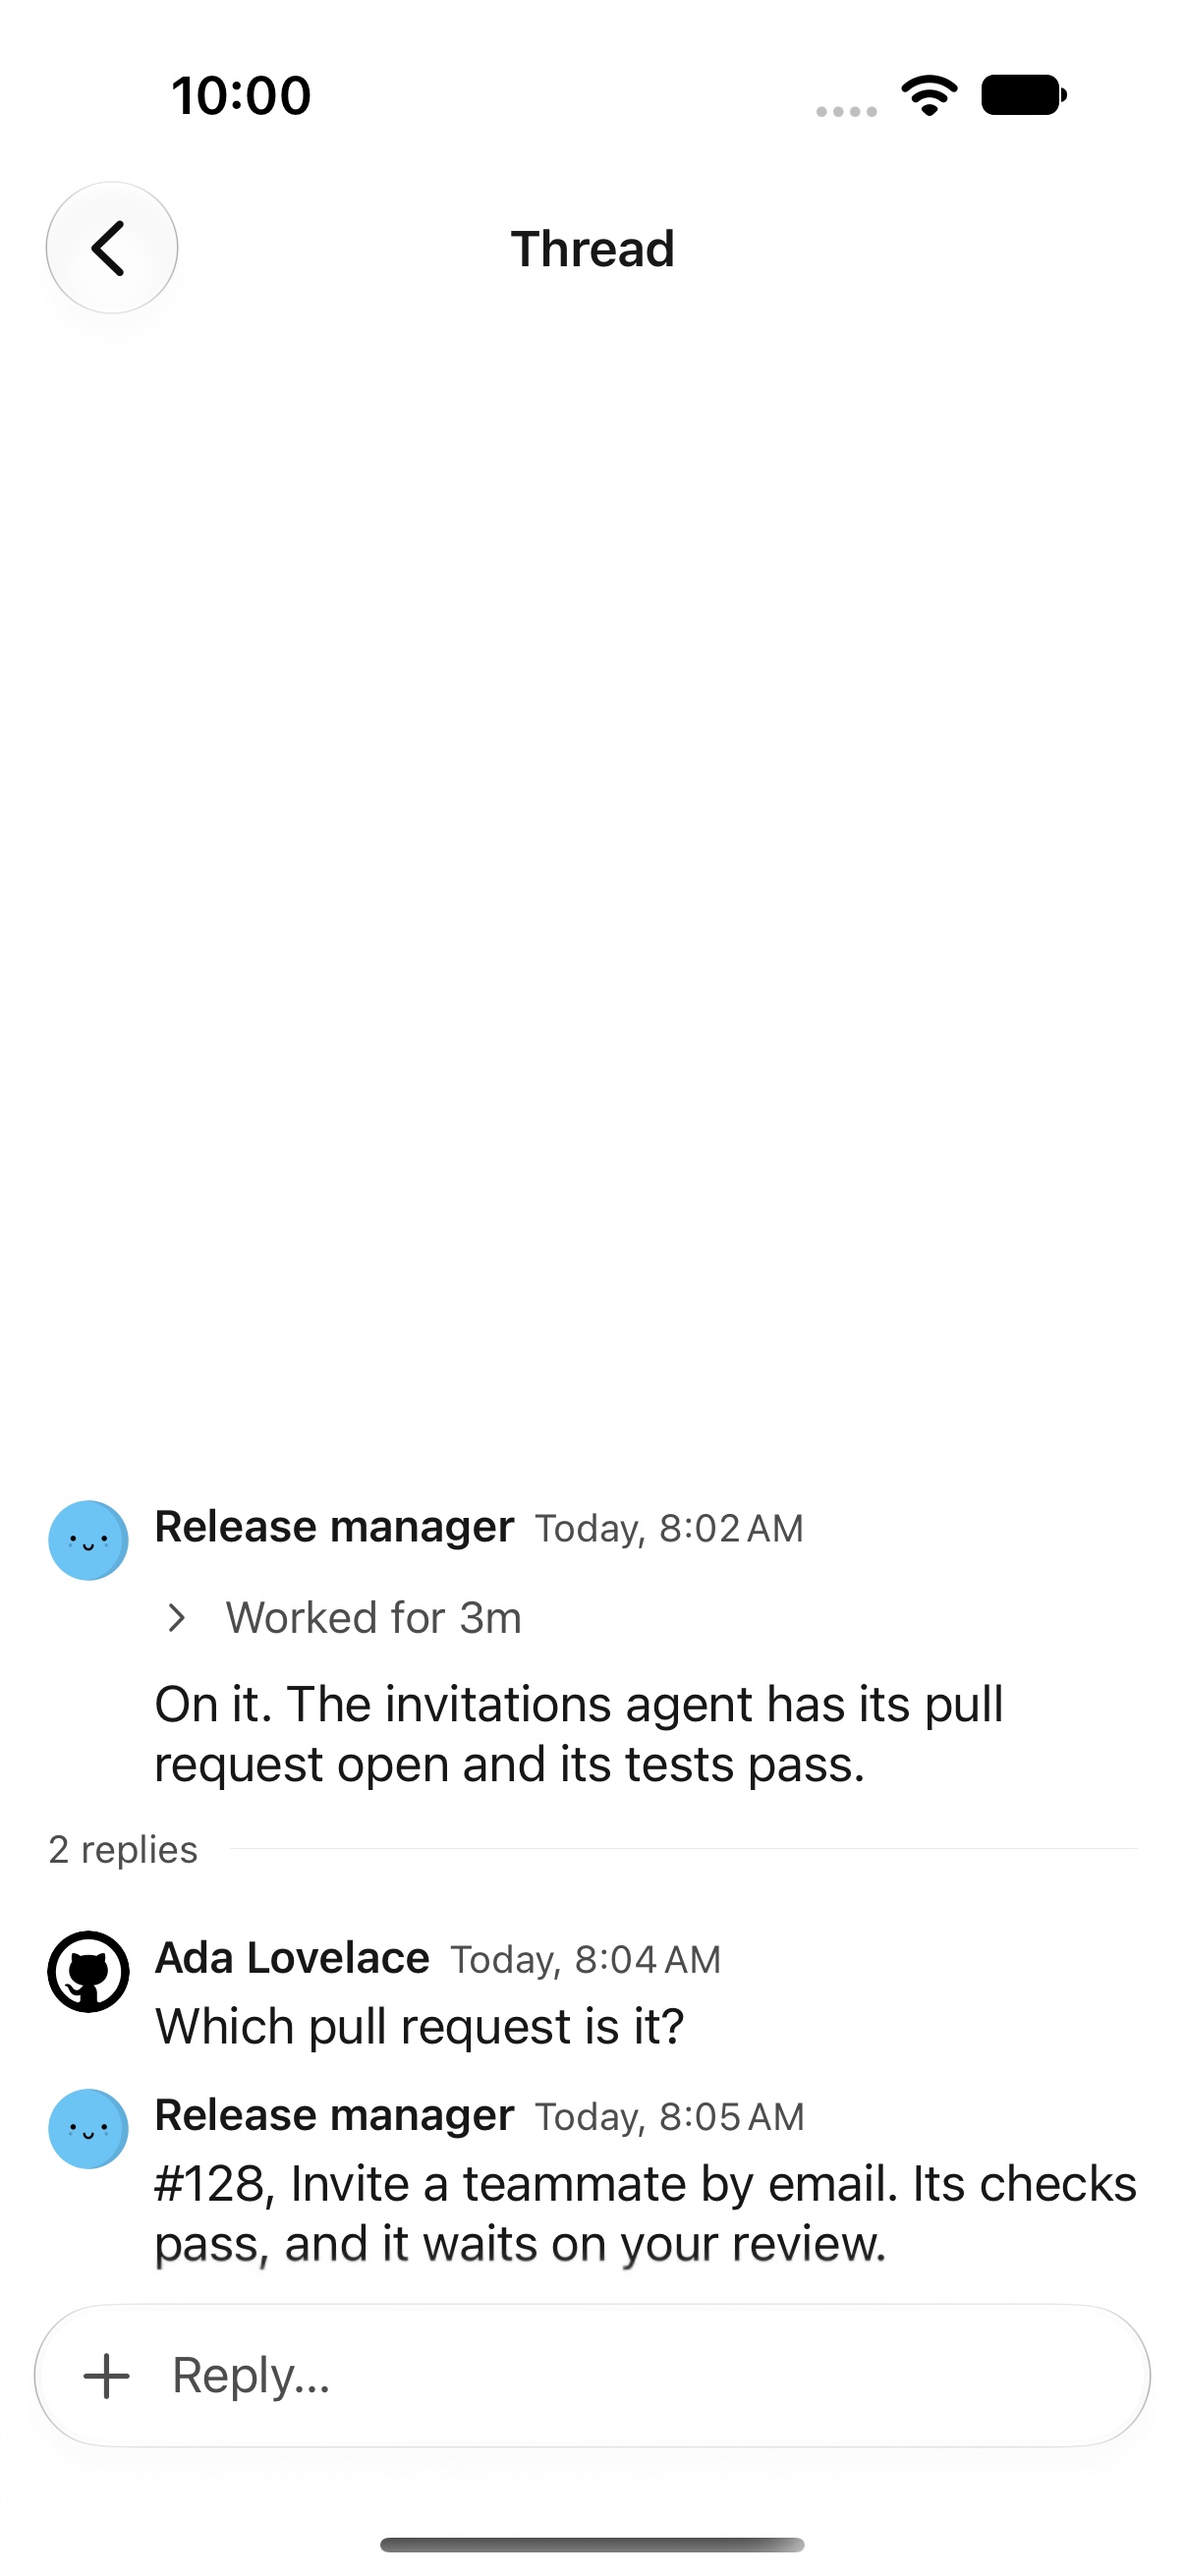 10:00
Thread
Release manager Today, 8:02 AM
Worked for 3m
On it. The invitations agent has its pull
request open and its tests pass.
2 replies
Ada Lovelace Today, 8:04 AM
Which pull request is it?
Release manager Today, 8:05 AM
#128, Invite a teammate by email. Its checks
pass, and it waits on your review.
Reply...